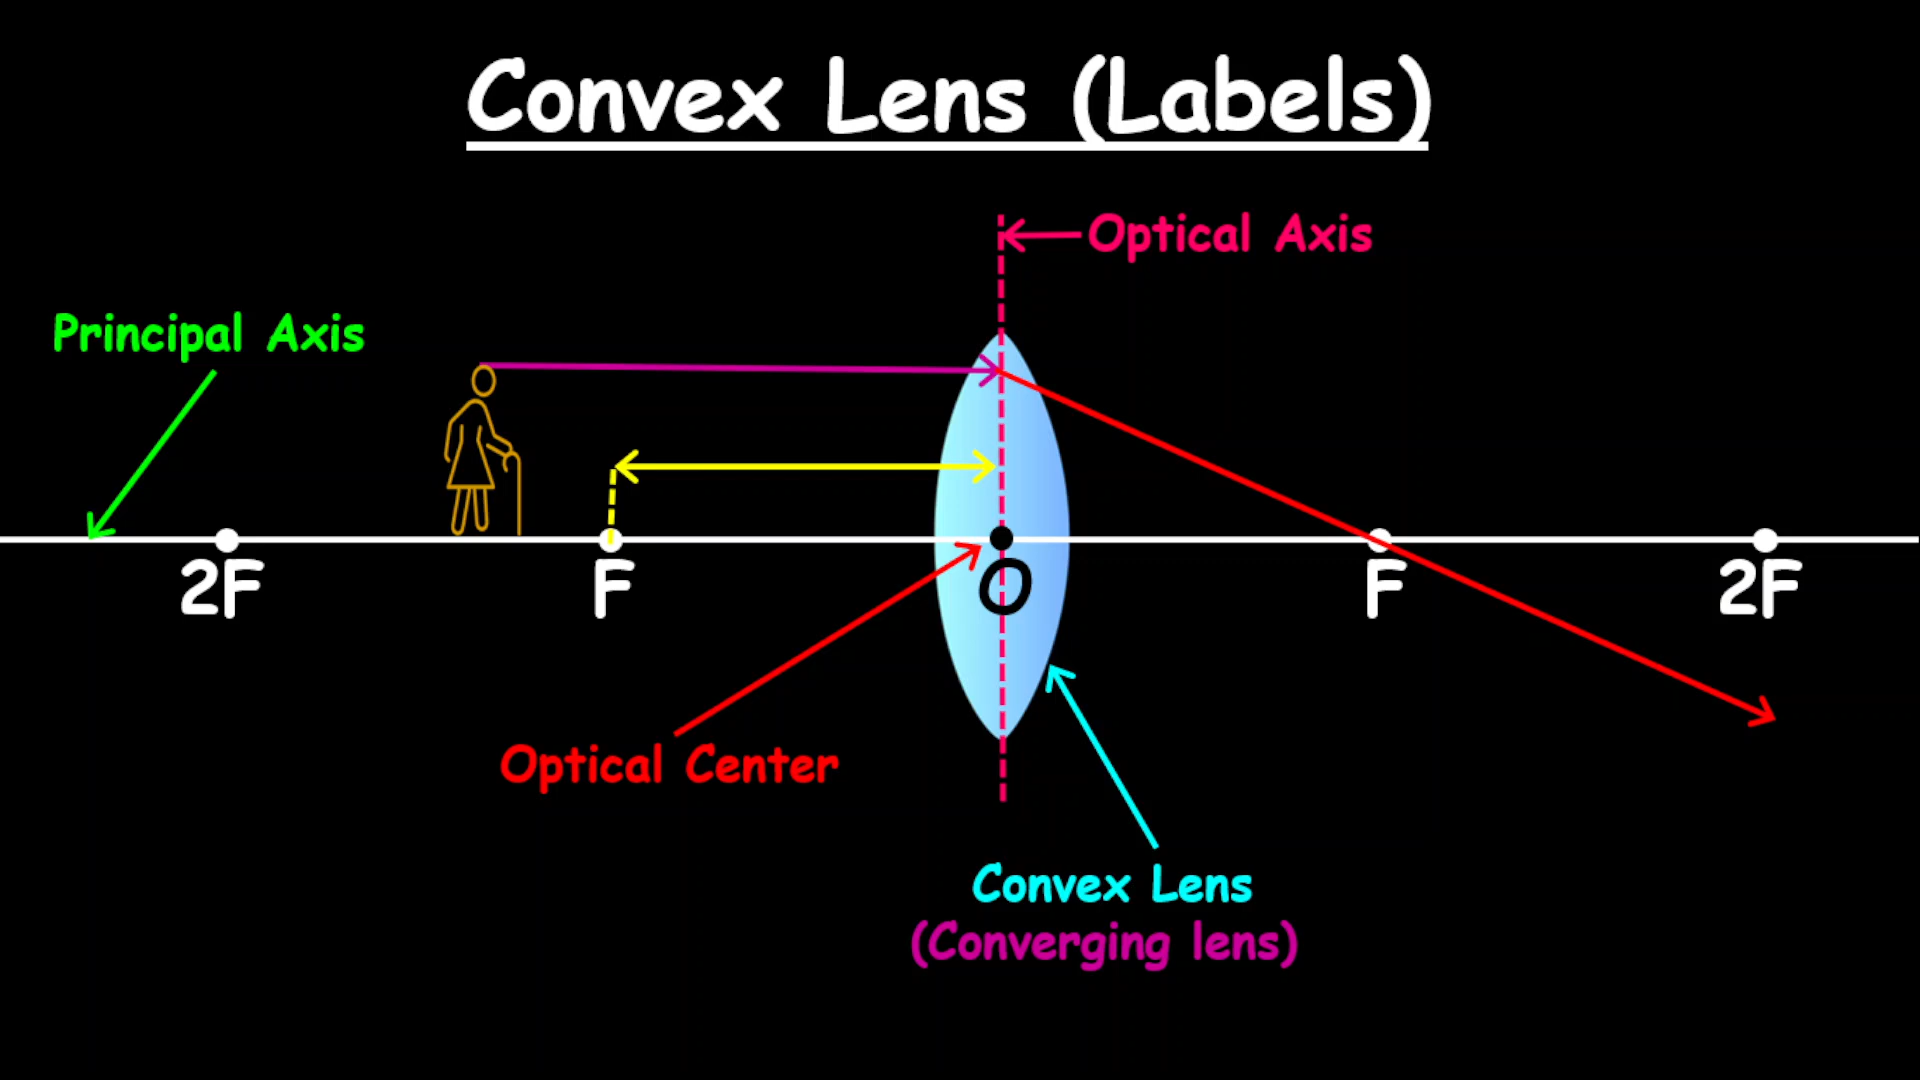 Convex Lens (Labels)
Optical Axis
Principal Axis
2F
F
O
F
2F
Optical Center
Convex Lens
(Converging lens)